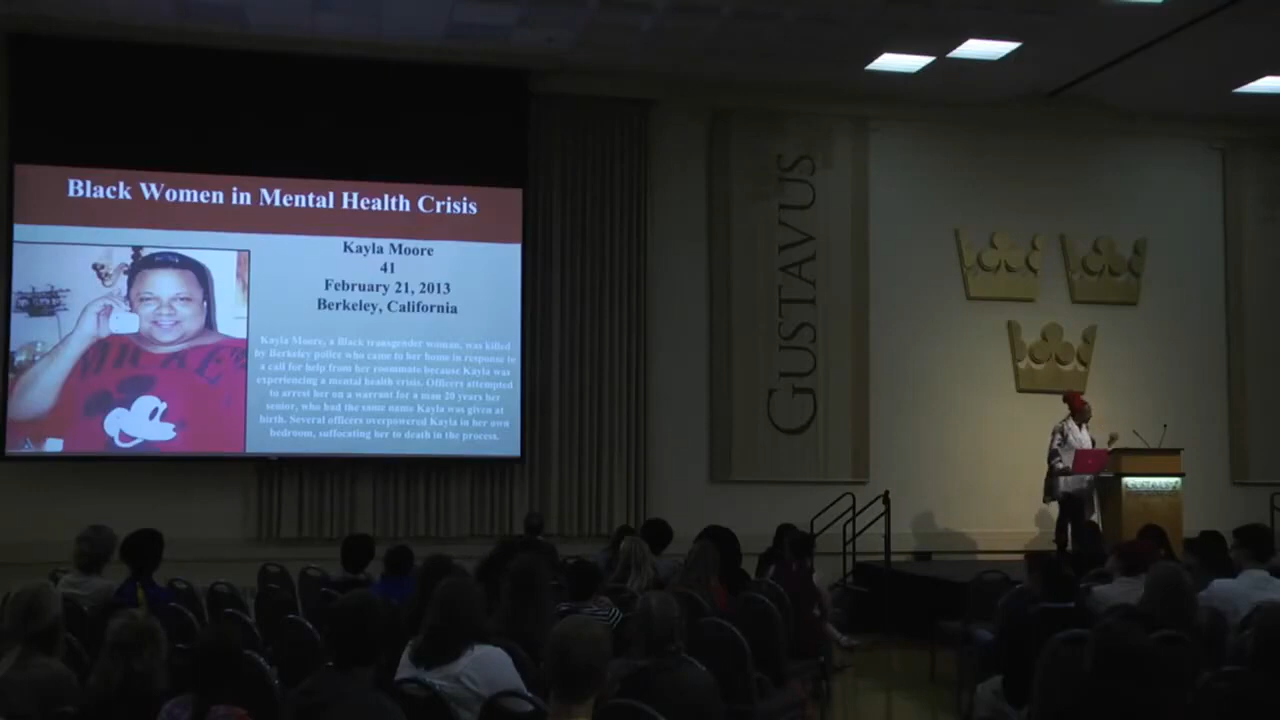 Black Women in Mental Health Crisis
Kayla Moore
41
February 21, 2013
Berkeley, California
Kayla Moore, a Black transgender woman, was killed
by Berkeley police who came to her home in response to
a call for help from her roommate because Kayla was
experiencing a mental health crisis. Officers attempted
to arrest her on a warrant for a man 20 years her
senior, who had the same name Kayla was given at
birth. Several officers overpowered Kayla in her own
bedroom, suffocating her to death in the process.
GUSTAVUS
GUSTAVUS